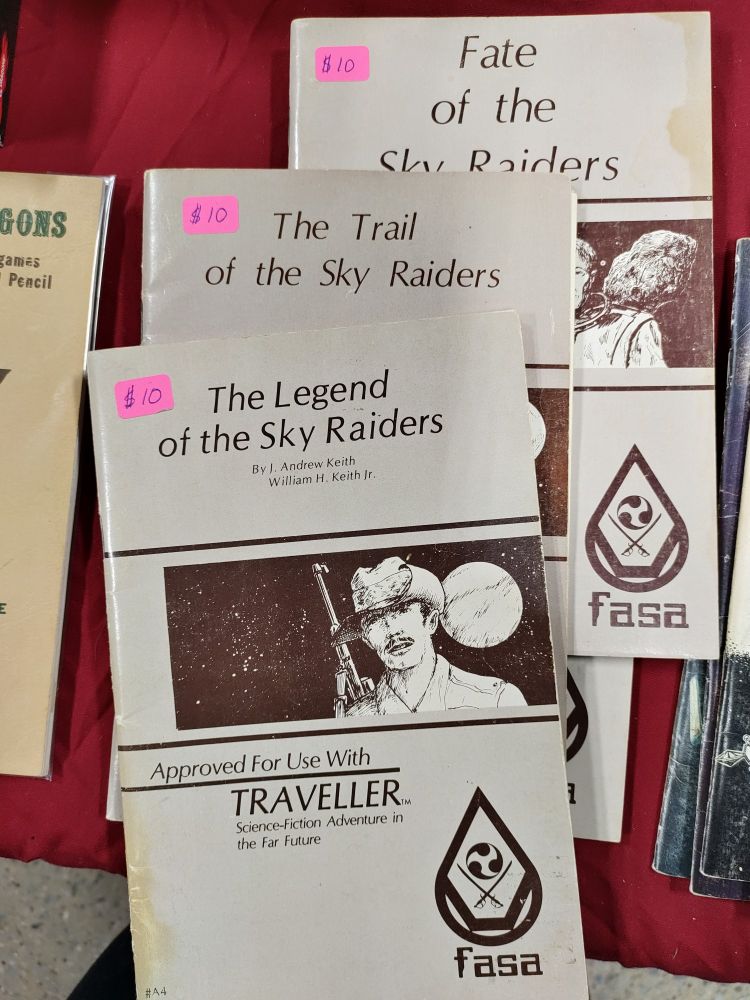 $10
Fate
of the
Sky Raiders
fasa
$10
The Trail
of the Sky Raiders
$10
The Legend
of the Sky Raiders
By J. Andrew Keith
William H. Keith Jr.
Approved For Use With
TRAVELLER TM
Science-Fiction Adventure in
the Far Future
fasa
#A4
GONS
games
Pencil